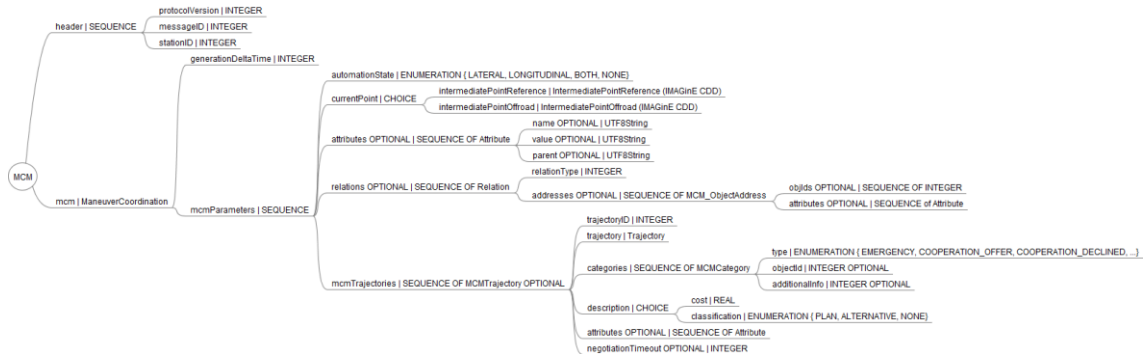 protocolVersion | INTEGER
header | SEQUENCE
messageID | INTEGER
stationID | INTEGER
generationDeltaTime | INTEGER
automationState | ENUMERATION { LATERAL, LONGITUDINAL, BOTH, NONE}
intermediatePointReference | IntermediatePointReference (IMAGinE CDD)
currentPoint | CHOICE
intermediatePointOffroad | IntermediatePointOffroad (IMAGinE CDD)
name OPTIONAL | UTF8String
attributes OPTIONAL | SEQUENCE OF Attribute
value OPTIONAL | UTF8String
parent OPTIONAL | UTF8String
MCM
relationType | INTEGER
relations OPTIONAL | SEQUENCE OF Relation
objIds OPTIONAL | SEQUENCE OF INTEGER
addresses OPTIONAL | SEQUENCE OF MCM_ObjectAddress
attributes OPTIONAL | SEQUENCE of Attribute
mcm | ManeuverCoordination
mcmParameters | SEQUENCE
trajectoryID | INTEGER
trajectory | Trajectory
type | ENUMERATION { EMERGENCY, COOPERATION_OFFER, COOPERATION_DECLINED, ...}
categories | SEQUENCE OF MCMCategory
objectId | INTEGER OPTIONAL
additionalInfo | INTEGER OPTIONAL
mcmTrajectories | SEQUENCE OF MCMTrajectory OPTIONAL
cost | REAL
description | CHOICE
classification | ENUMERATION { PLAN, ALTERNATIVE, NONE}
attributes OPTIONAL | SEQUENCE OF Attribute
negotiationTimeout OPTIONAL | INTEGER